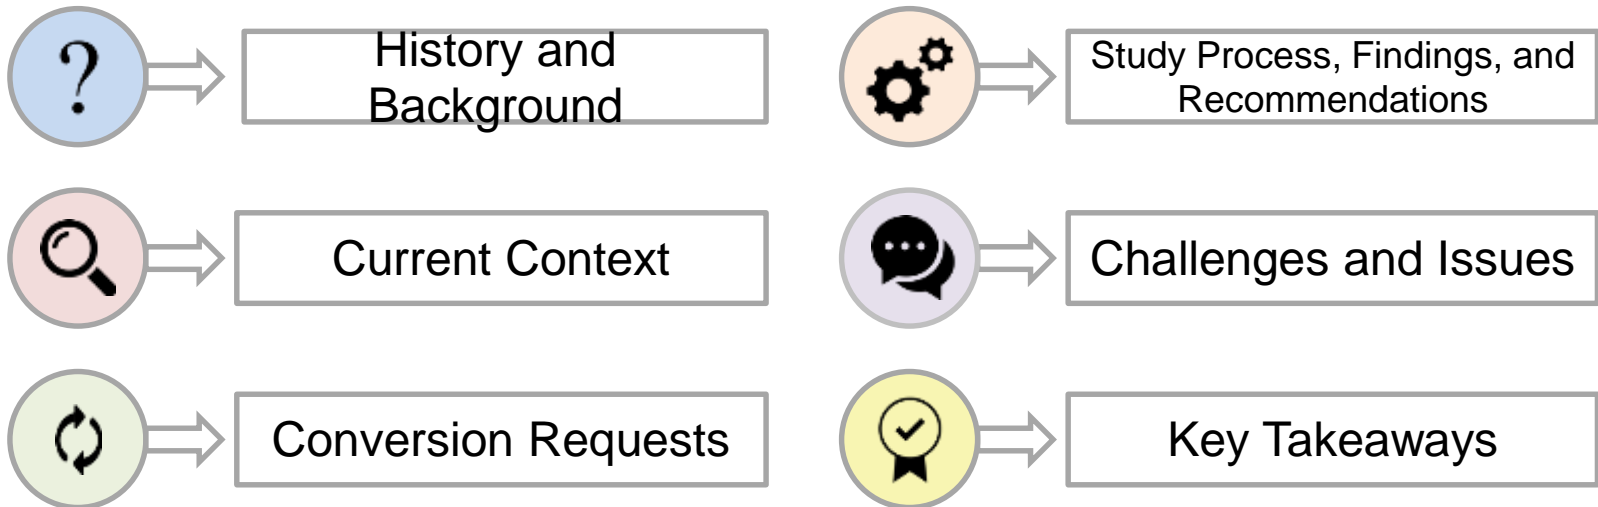 ?
History and
Background
Current Context
Conversion Requests
Study Process, Findings, and
Recommendations
Challenges and Issues
Key Takeaways